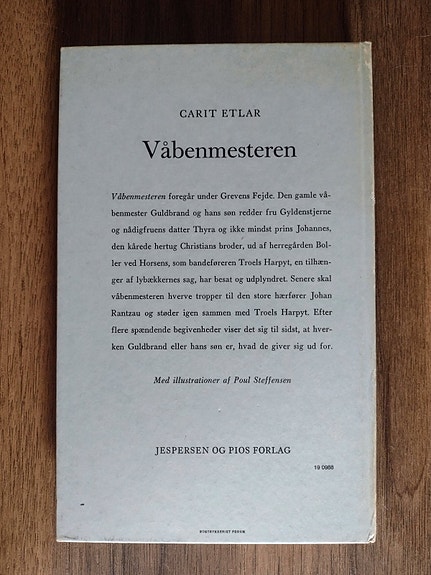 CARIT ETLAR
Våbenmesteren
Våbenmesteren foregår under Grevens Fejde. Den gamle vå-
benmester Guldbrand og hans søn redder fru Gyldenstjerne
og nådigfruens datter Thyra og ikke mindst prins Johannes,
den kårede hertug Christians broder, ud af herregården Bol-
ler ved Horsens, som bandeføreren Troels Harpyt, en tilhæn-
ger af lybækkernes sag, har besat og udplyndret. Senere skal
våbenmesteren hverve tropper til den store hærfører Johan
Rantzau og støder igen sammen med Troels Harpyt. Efter
flere spændende begivenheder viser det sig til sidst, at hver-
ken Guldbrand eller hans søn er, hvad de giver sig ud for.
Med illustrationer af Poul Steffensen
JESPERSEN OG PIOS FORLAG
19 0988